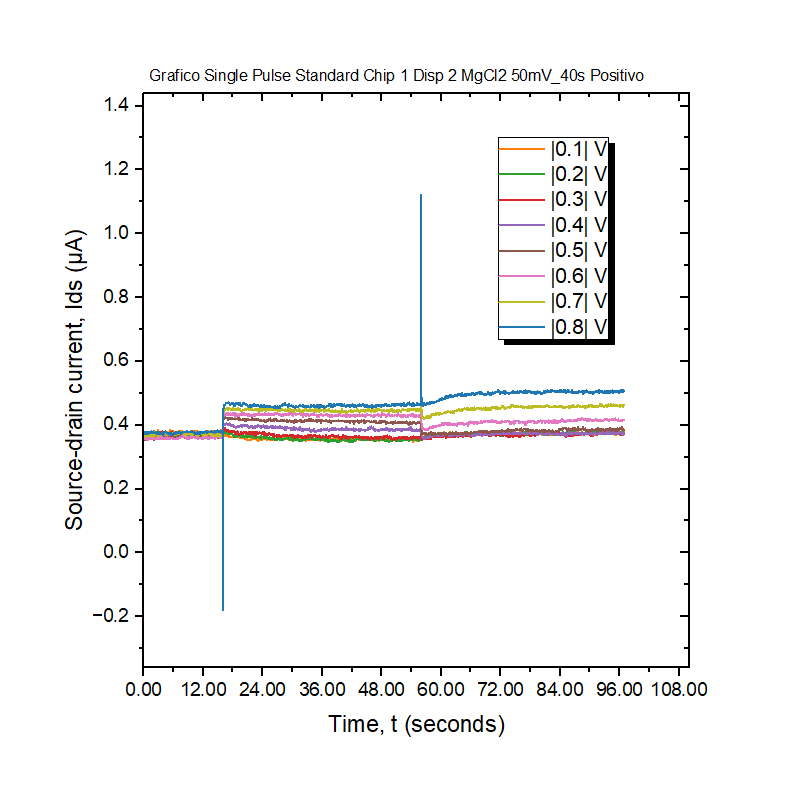 Grafico Single Pulse Standard Chip 1 Disp 2 MgCl2 50mV_40s Positivo
1.4
1.2
1.0
0.8
0.6
0.4
0.2
0.0
−0.2
Source-drain current, Ids (µA)
|0.1| V
|0.2| V
|0.3| V
|0.4| V
|0.5| V
|0.6| V
|0.7| V
|0.8| V
0.00 12.00 24.00 36.00 48.00 60.00 72.00 84.00 96.00 108.00
Time, t (seconds)